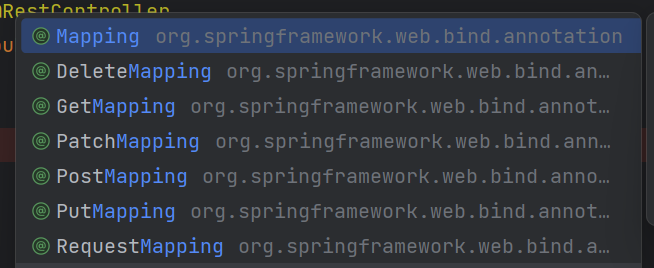 RestController
ou
Mapping org.springframework.web.bind.annotation
DeleteMapping org.springframework.web.bind.an…
GetMapping org.springframework.web.bind.annot…
PatchMapping org.springframework.web.bind.ann…
PostMapping org.springframework.web.bind.anno…
PutMapping org.springframework.web.bind.annot…
RequestMapping org.springframework.web.bind.a…